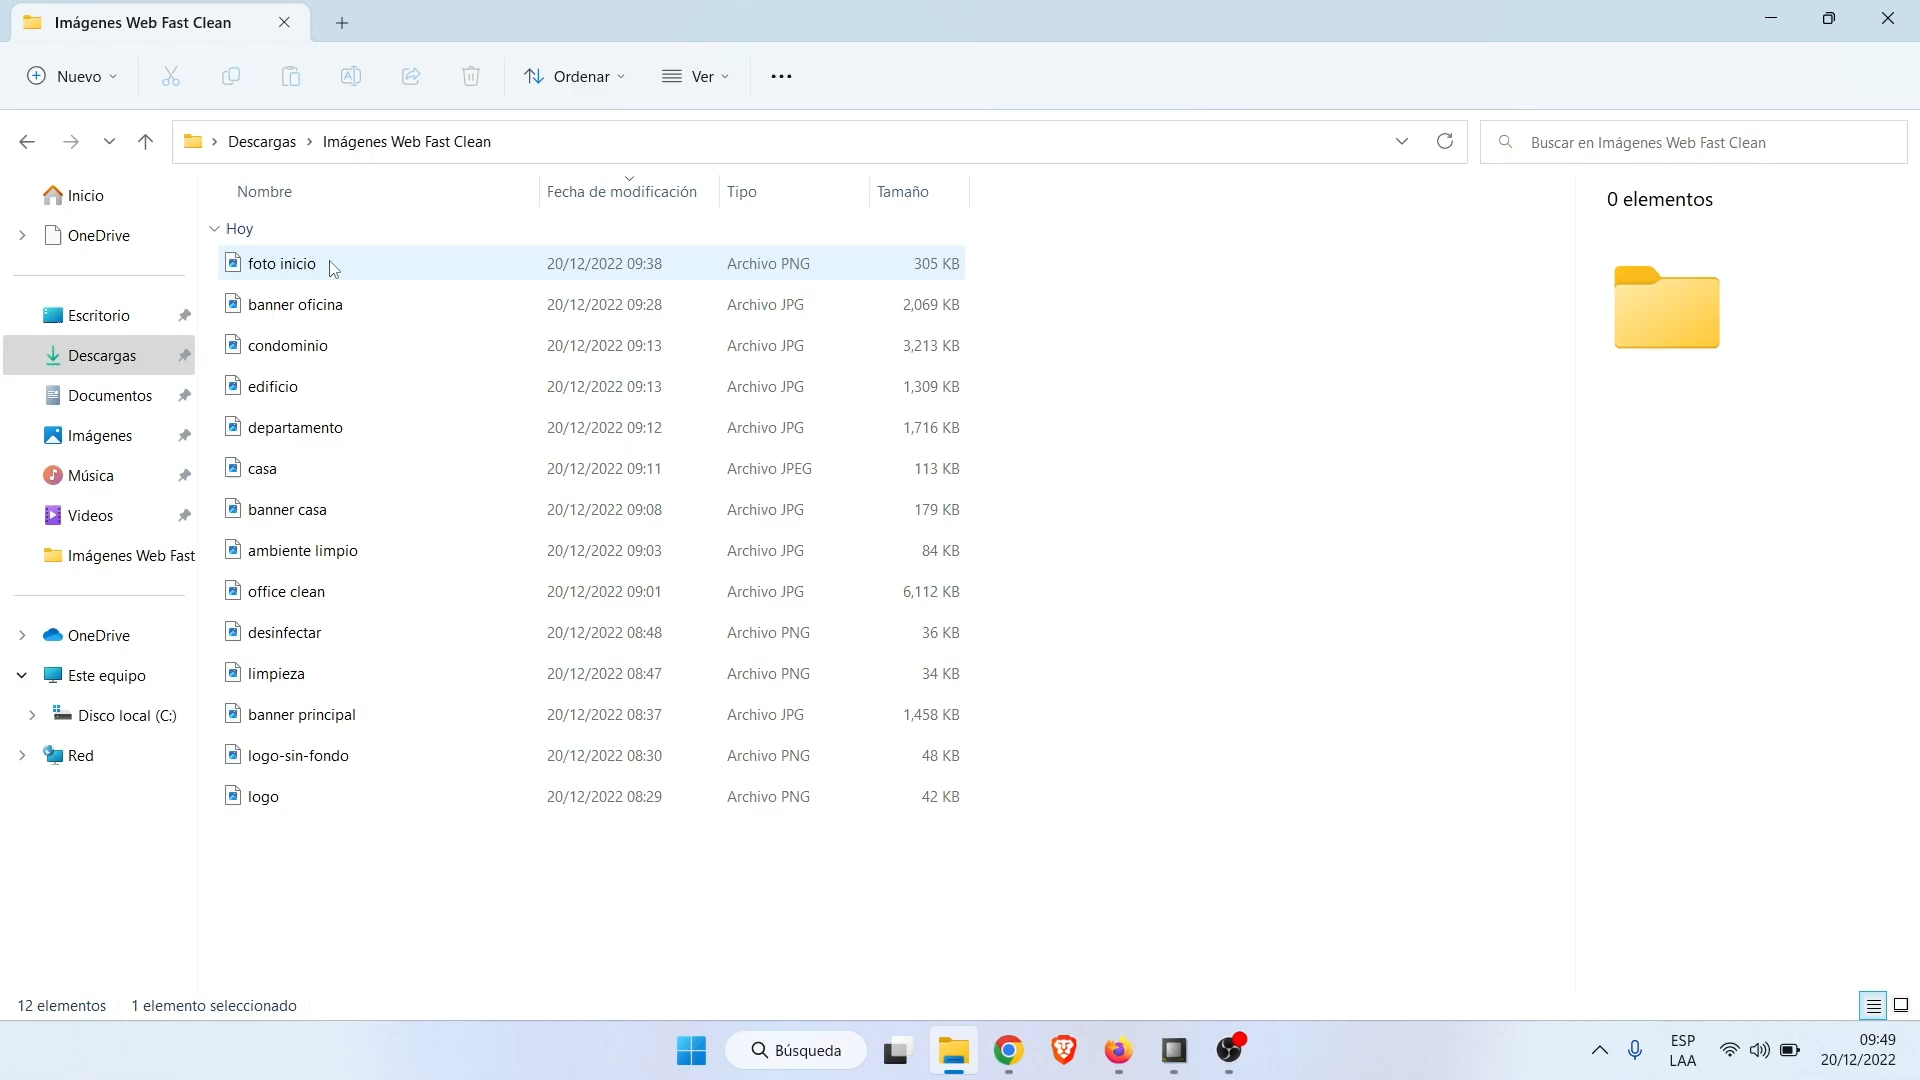 Imágenes Web Fast Clean
Nuevo
Ordenar
Ver
Descargas
Imágenes Web Fast Clean
Buscar en Imágenes Web Fast Clean
Inicio
OneDrive
Escritorio
Descargas
Documentos
Imágenes
Música
Videos
Imágenes Web Fast
OneDrive
Este equipo
Disco local (C:)
Red
Nombre Fecha de modificación Tipo Tamaño
Hoy
foto inicio 20/12/2022 09:38 Archivo PNG 305 KB
banner oficina 20/12/2022 09:28 Archivo JPG 2,069 KB
condominio 20/12/2022 09:13 Archivo JPG 3,213 KB
edificio 20/12/2022 09:13 Archivo JPG 1,309 KB
departamento 20/12/2022 09:12 Archivo JPG 1,716 KB
casa 20/12/2022 09:11 Archivo JPEG 113 KB
banner casa 20/12/2022 09:08 Archivo JPG 179 KB
ambiente limpio 20/12/2022 09:03 Archivo JPG 84 KB
office clean 20/12/2022 09:01 Archivo JPG 6,112 KB
desinfectar 20/12/2022 08:48 Archivo PNG 36 KB
limpieza 20/12/2022 08:47 Archivo PNG 34 KB
banner principal 20/12/2022 08:37 Archivo JPG 1,458 KB
logo-sin-fondo 20/12/2022 08:30 Archivo PNG 48 KB
logo 20/12/2022 08:29 Archivo PNG 42 KB
0 elementos
12 elementos 1 elemento seleccionado
Búsqueda
ESP
LAA
09:49
20/12/2022